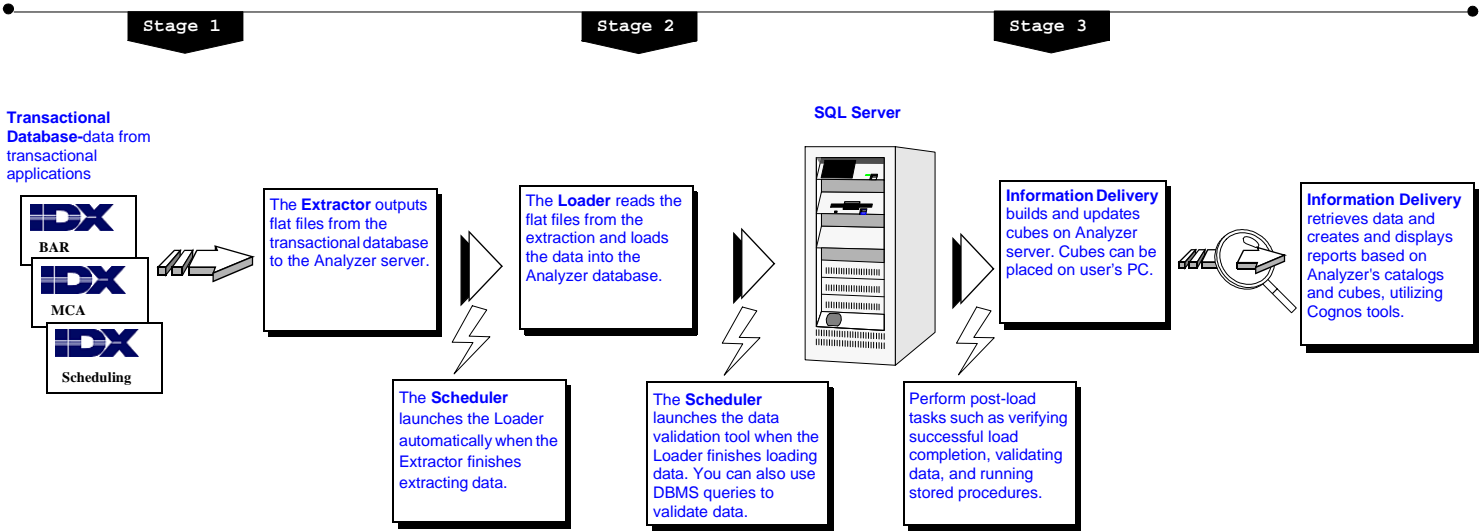 Stage 1
Stage 2
Stage 3
Transactional
Database-data from
transactional
applications
IDX
BAR
IDX
MCA
IDX
Scheduling
The Extractor outputs
flat files from the
transactional database
to the Analyzer server.
The Scheduler
launches the Loader
automatically when the
Extractor finishes
extracting data.
The Loader reads the
flat files from the
extraction and loads
the data into the
Analyzer database.
The Scheduler
launches the data
validation tool when the
Loader finishes loading
data. You can also use
DBMS queries to
validate data.
SQL Server
Information Delivery
builds and updates
cubes on Analyzer
server. Cubes can be
placed on user's PC.
Perform post-load
tasks such as verifying
successful load
completion, validating
data, and running
stored procedures.
Information Delivery
retrieves data and
creates and displays
reports based on
Analyzer's catalogs
and cubes, utilizing
Cognos tools.